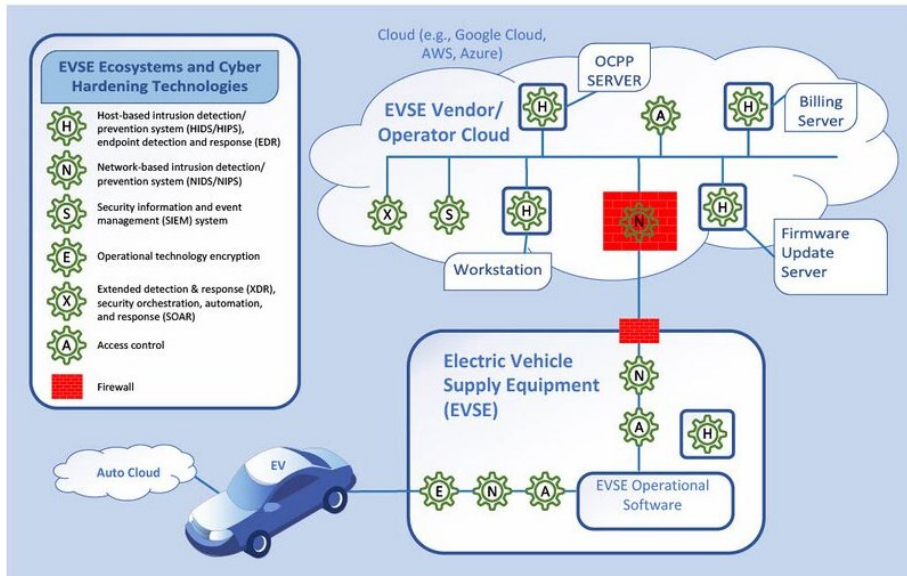 EVSE Ecosystems and Cyber
Hardening Technologies
H
Host-based intrusion detection/
prevention system (HIDS/HIPS),
endpoint detection and response (EDR)
N
Network-based intrusion detection/
prevention system (NIDS/NIPS)
S
Security information and event
management (SIEM) system
E
Operational technology encryption
X
Extended detection & response (XDR),
security orchestration, automation,
and response (SOAR)
A
Access control
Firewall
Cloud (e.g., Google Cloud,
AWS, Azure)
OCPP
SERVER
EVSE Vendor/
Operator Cloud
H
A
H
Billing
Server
X
S
H
N
H
Workstation
Firmware
Update
Server
Electric Vehicle
Supply Equipment
(EVSE)
N
A
H
Auto Cloud
EV
E
N
A
EVSE Operational
Software